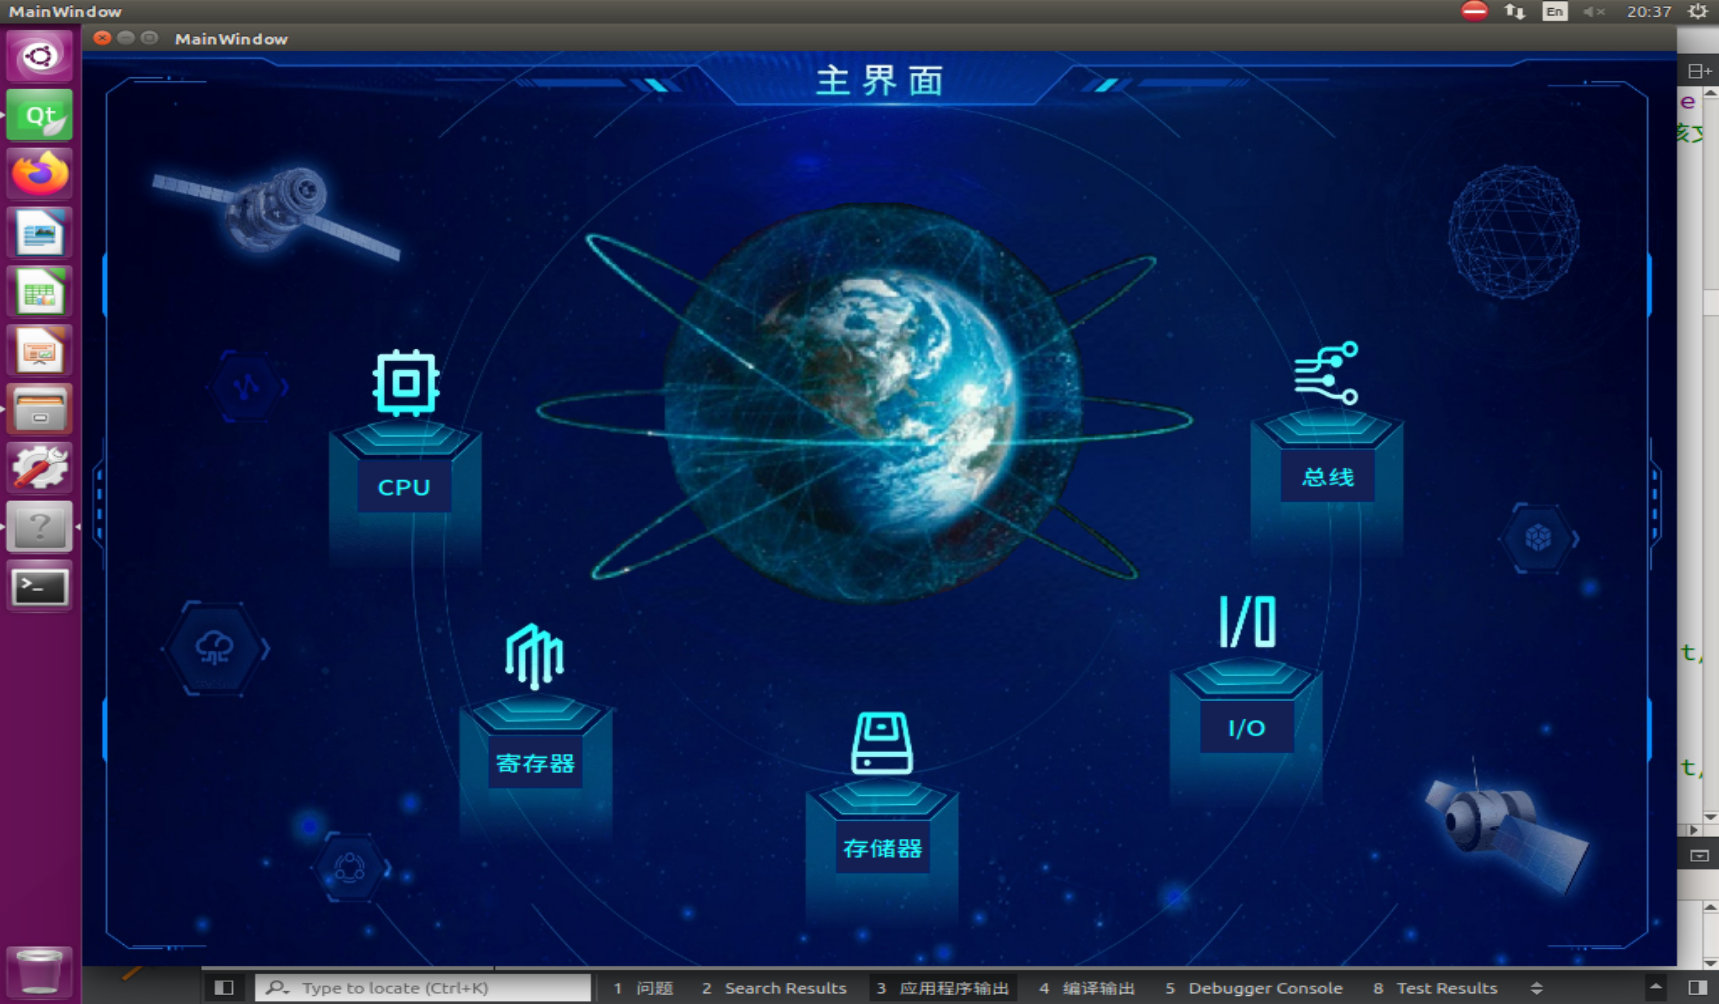 MainWindow
En
20:37
MainWindow
主界面
Qt
e
CPU
总线
I/O
I/O
寄存器
存储器
t,
t,
>_
?
Type to locate (Ctrl+K)
1 问题
2 Search Results
3 应用程序输出
4 编译输出
5 Debugger Console
8 Test Results